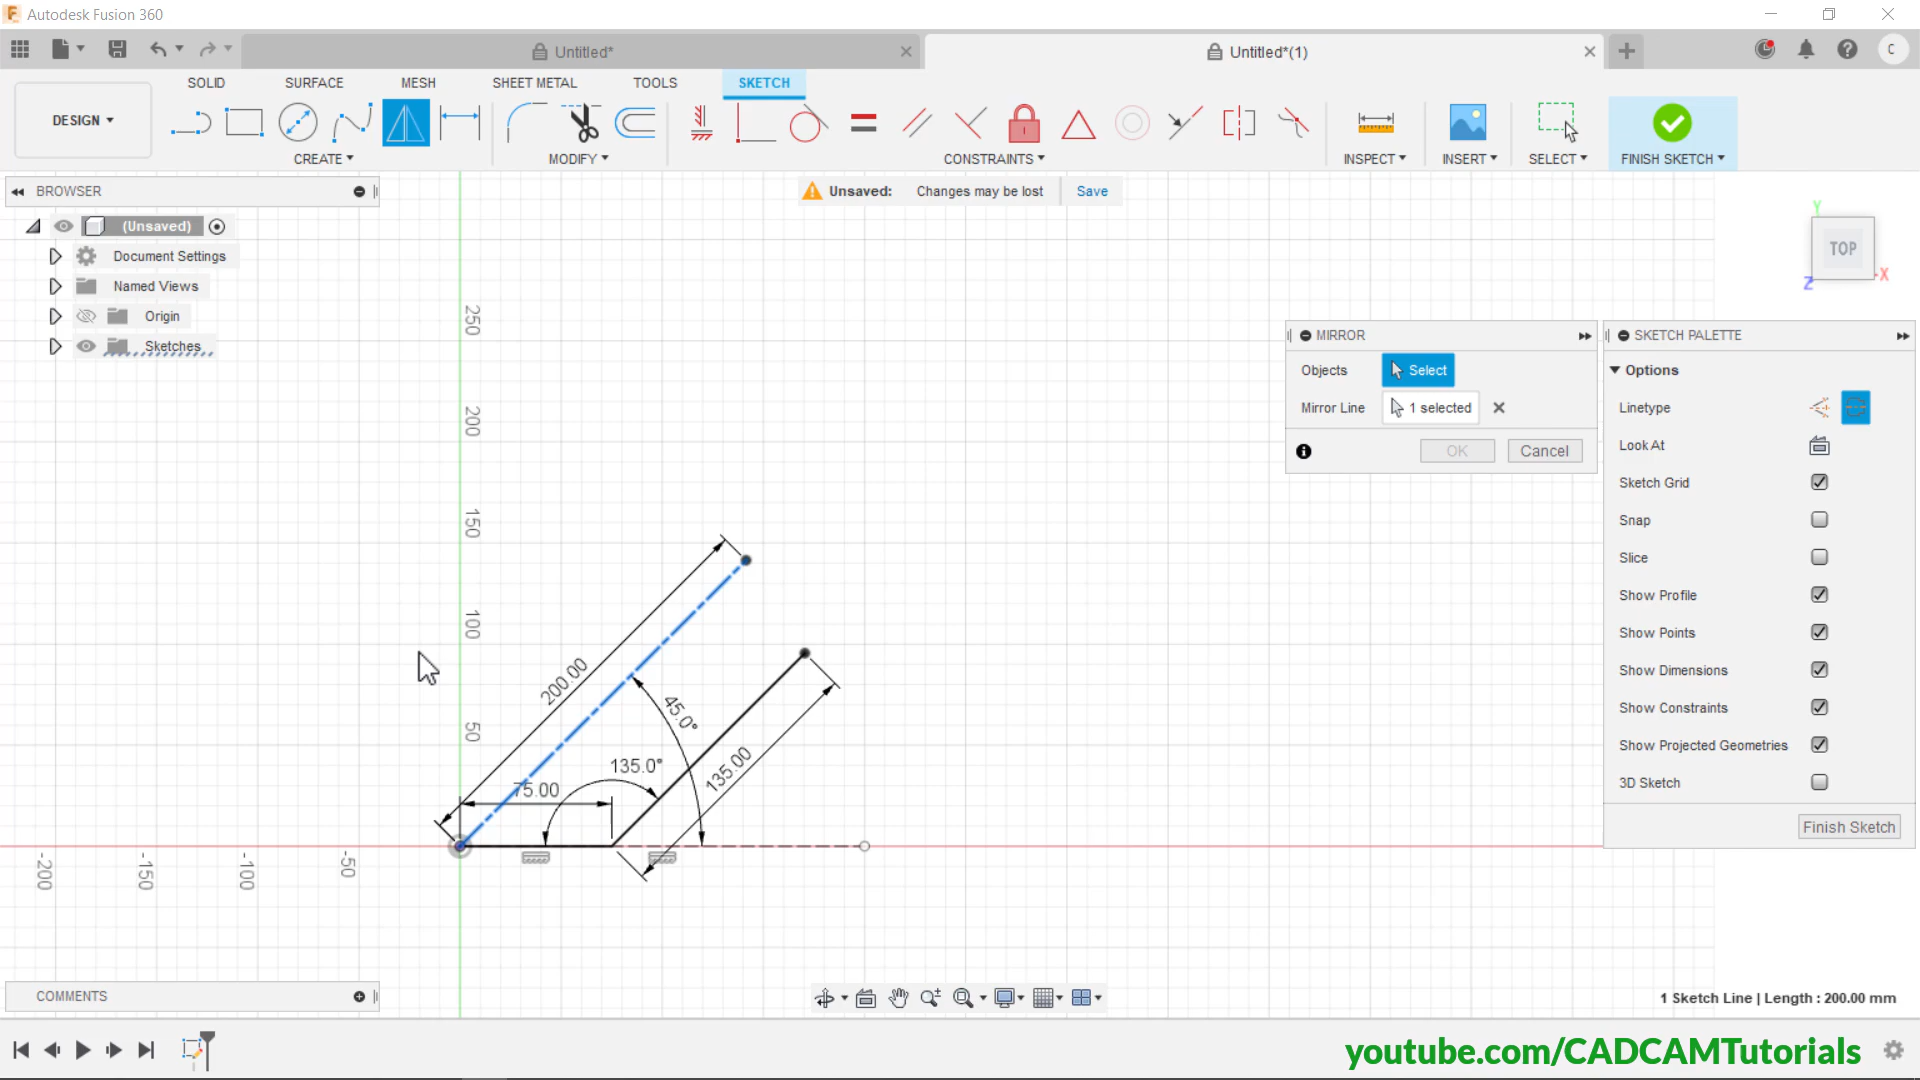 Autodesk Fusion 360
Untitled*
Untitled*(1)
C
SOLID
SURFACE
MESH
SHEET METAL
TOOLS
SKETCH
DESIGN
CREATE
MODIFY
CONSTRAINTS
INSPECT
INSERT
SELECT
FINISH SKETCH
BROWSER
Unsaved: Changes may be lost Save
(Unsaved)
Document Settings
Named Views
Origin
Sketches
Y
TOP
X
Z
MIRROR
Objects Select
Mirror Line 1 selected
OK Cancel
SKETCH PALETTE
Options
Linetype
Look At
Sketch Grid
Snap
Slice
Show Profile
Show Points
Show Dimensions
Show Constraints
Show Projected Geometries
3D Sketch
Finish Sketch
250
200
150
100
50
200.00
45.0°
135.0°
135.00
75.00
-200
-150
-100
-50
COMMENTS
1 Sketch Line | Length : 200.00 mm
youtube.com/CADCAMTutorials